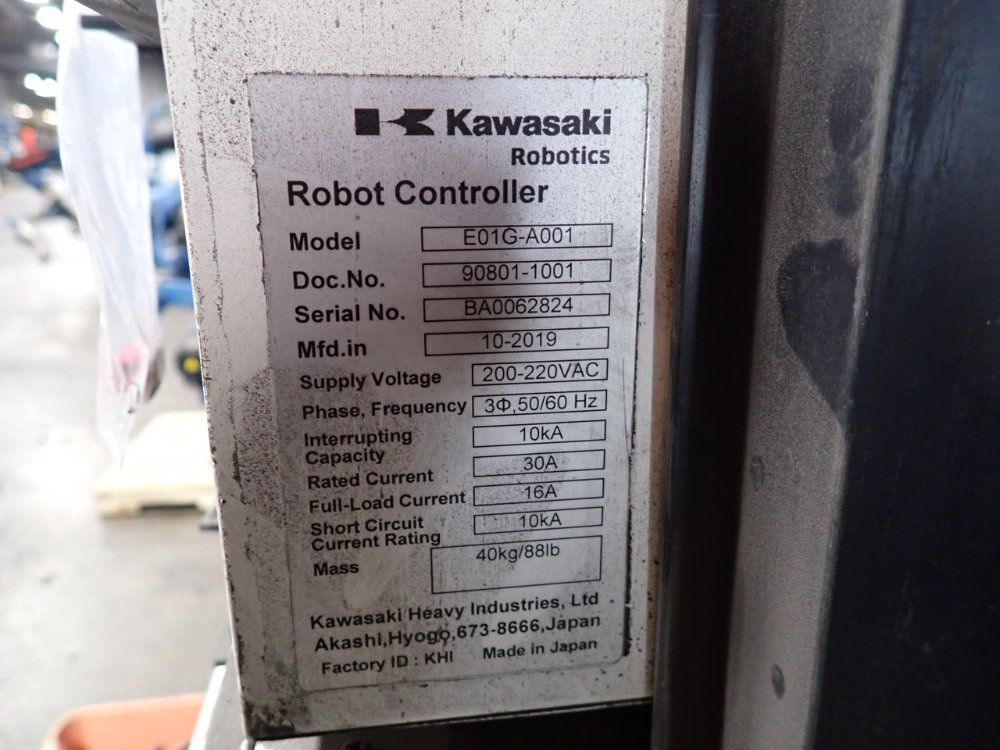 Kawasaki
Robotics
Robot Controller
Model E01G-A001
Doc.No. 90801-1001
Serial No. BA0062824
Mfd.in 10-2019
Supply Voltage 200-220VAC
Phase, Frequency 3Φ,50/60 Hz
Interrupting
Capacity 10kA
Rated Current 30A
Full-Load Current 16A
Short Circuit
Current Rating 10kA
Mass 40kg/88lb
Kawasaki Heavy Industries, Ltd
Akashi,Hyogo,673-8666,Japan
Factory ID : KHI Made in Japan